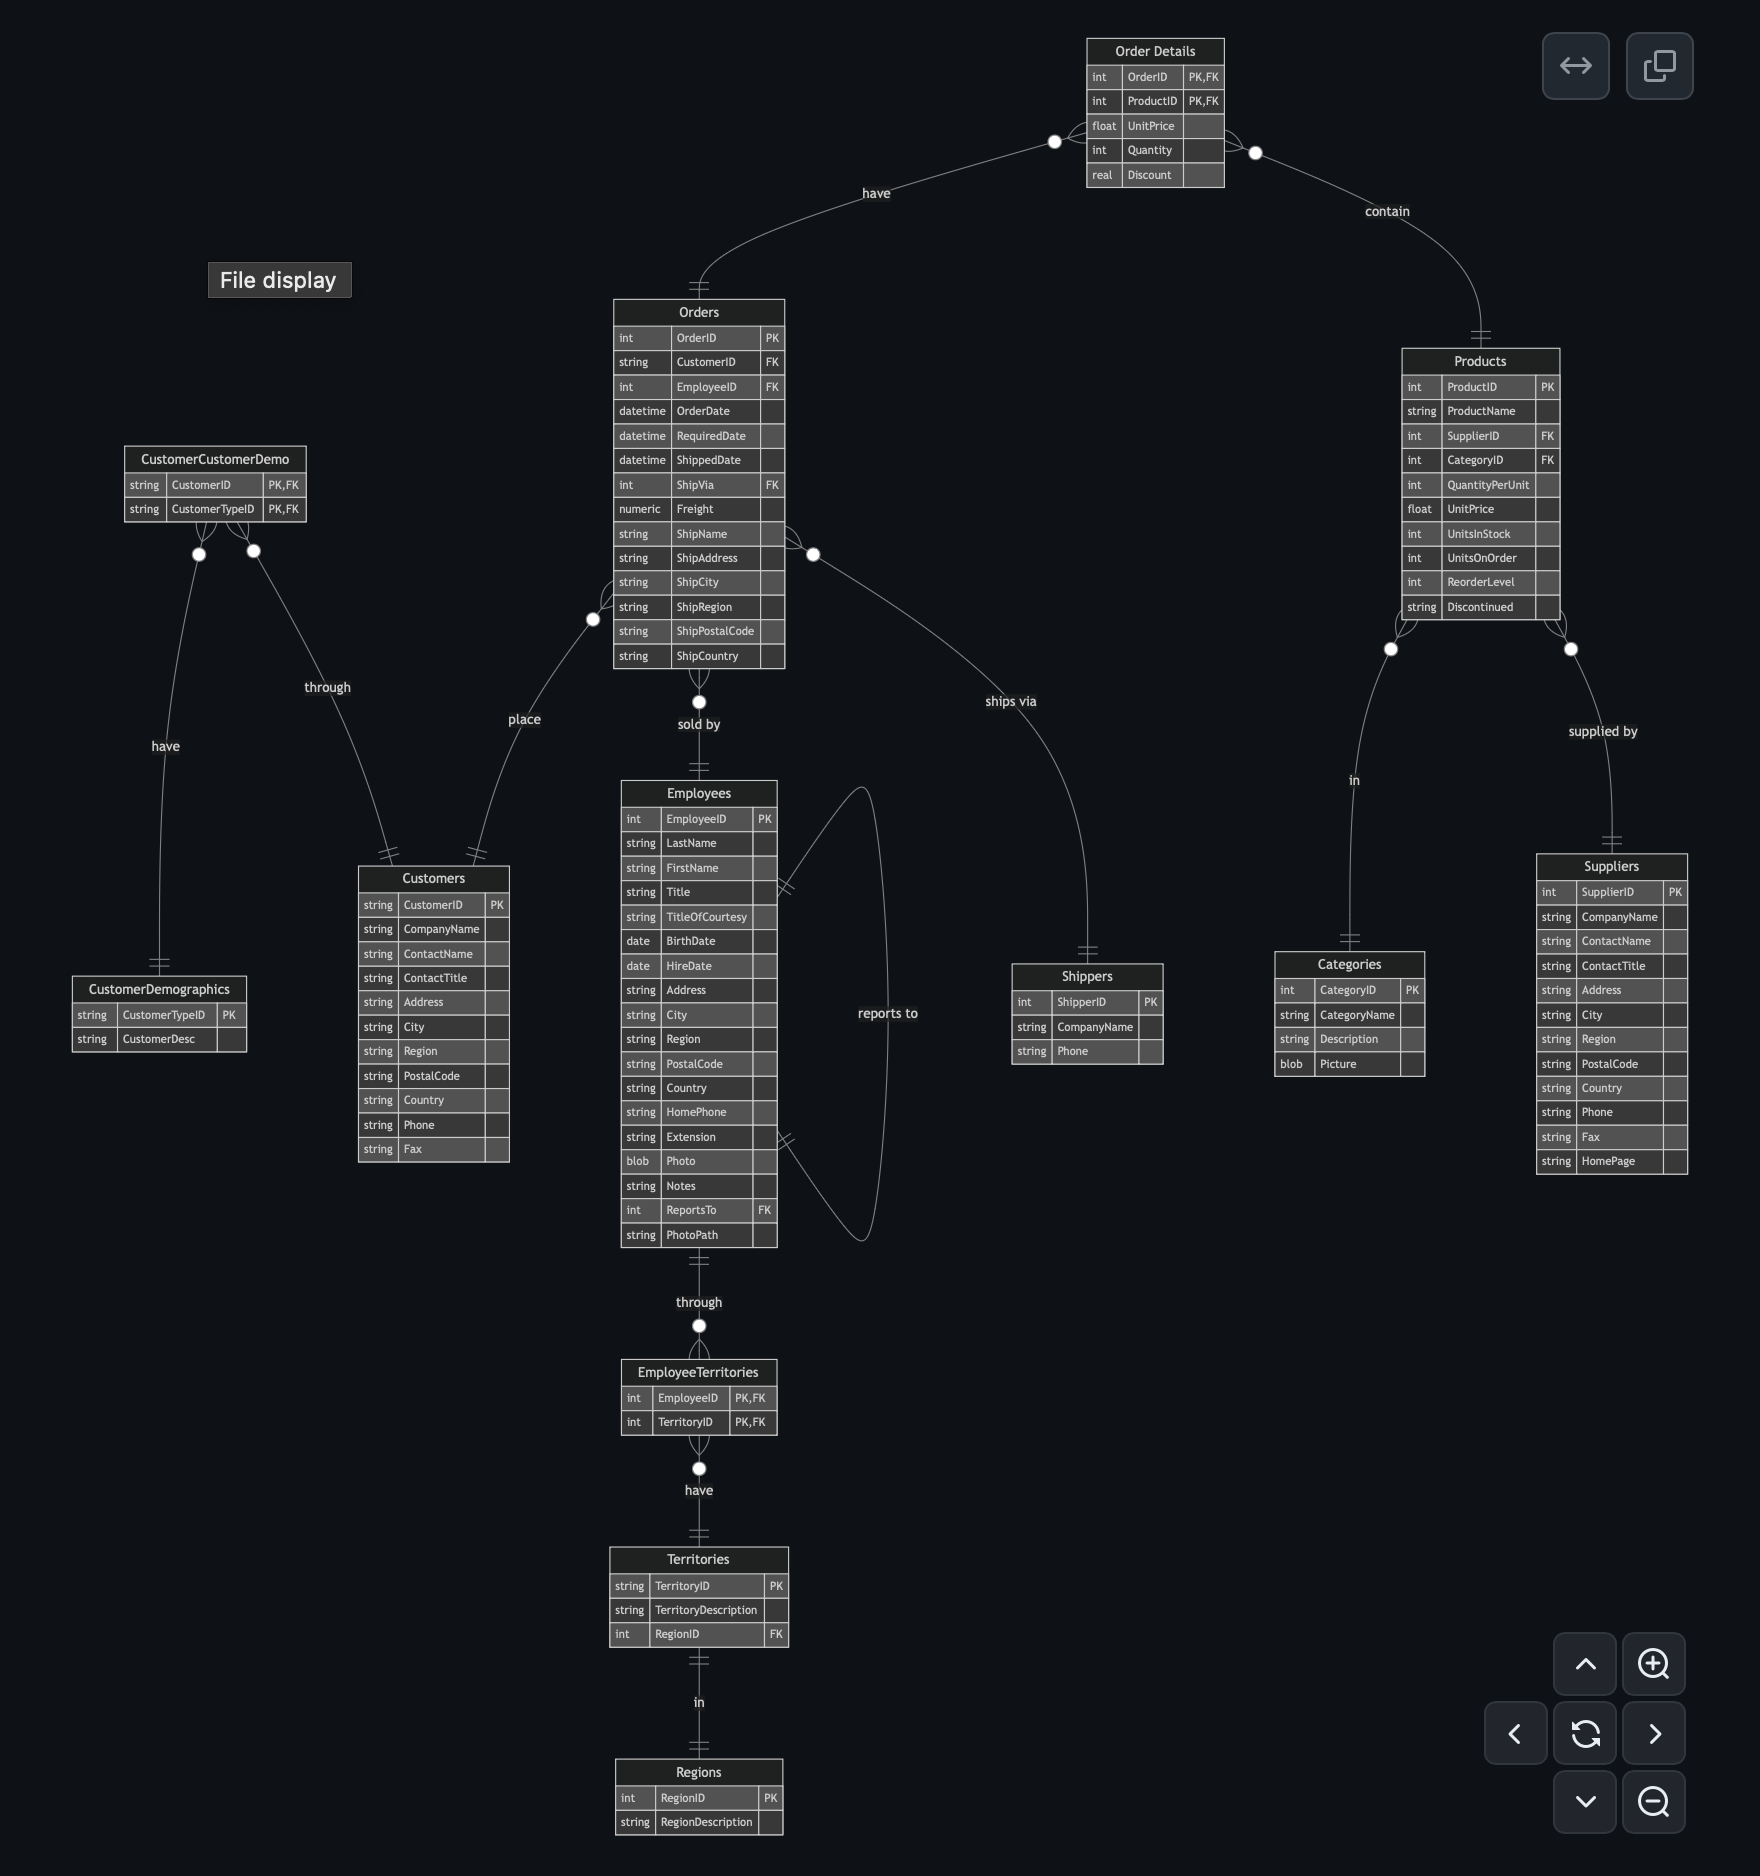 Order Details
int OrderID PK,FK
int ProductID PK,FK
float UnitPrice
int Quantity
real Discount
have
contain
File display
Orders
int OrderID PK
string CustomerID FK
int EmployeeID FK
datetime OrderDate
datetime RequiredDate
datetime ShippedDate
int ShipVia FK
numeric Freight
string ShipName
string ShipAddress
string ShipCity
string ShipRegion
string ShipPostalCode
string ShipCountry
Products
int ProductID PK
string ProductName
int SupplierID FK
int CategoryID FK
int QuantityPerUnit
float UnitPrice
int UnitsInStock
int UnitsOnOrder
int ReorderLevel
string Discontinued
CustomerCustomerDemo
string CustomerID PK,FK
string CustomerTypeID PK,FK
through
have
place
sold by
ships via
in
supplied by
Employees
int EmployeeID PK
string LastName
string FirstName
string Title
string TitleOfCourtesy
date BirthDate
date HireDate
string Address
string City
string Region
string PostalCode
string Country
string HomePhone
string Extension
blob Photo
string Notes
int ReportsTo FK
string PhotoPath
reports to
Customers
string CustomerID PK
string CompanyName
string ContactName
string ContactTitle
string Address
string City
string Region
string PostalCode
string Country
string Phone
string Fax
CustomerDemographics
string CustomerTypeID PK
string CustomerDesc
Shippers
int ShipperID PK
string CompanyName
string Phone
Categories
int CategoryID PK
string CategoryName
string Description
blob Picture
Suppliers
int SupplierID PK
string CompanyName
string ContactName
string ContactTitle
string Address
string City
string Region
string PostalCode
string Country
string Phone
string Fax
string HomePage
through
EmployeeTerritories
int EmployeeID PK,FK
int TerritoryID PK,FK
have
Territories
string TerritoryID PK
string TerritoryDescription
int RegionID FK
in
Regions
int RegionID PK
string RegionDescription